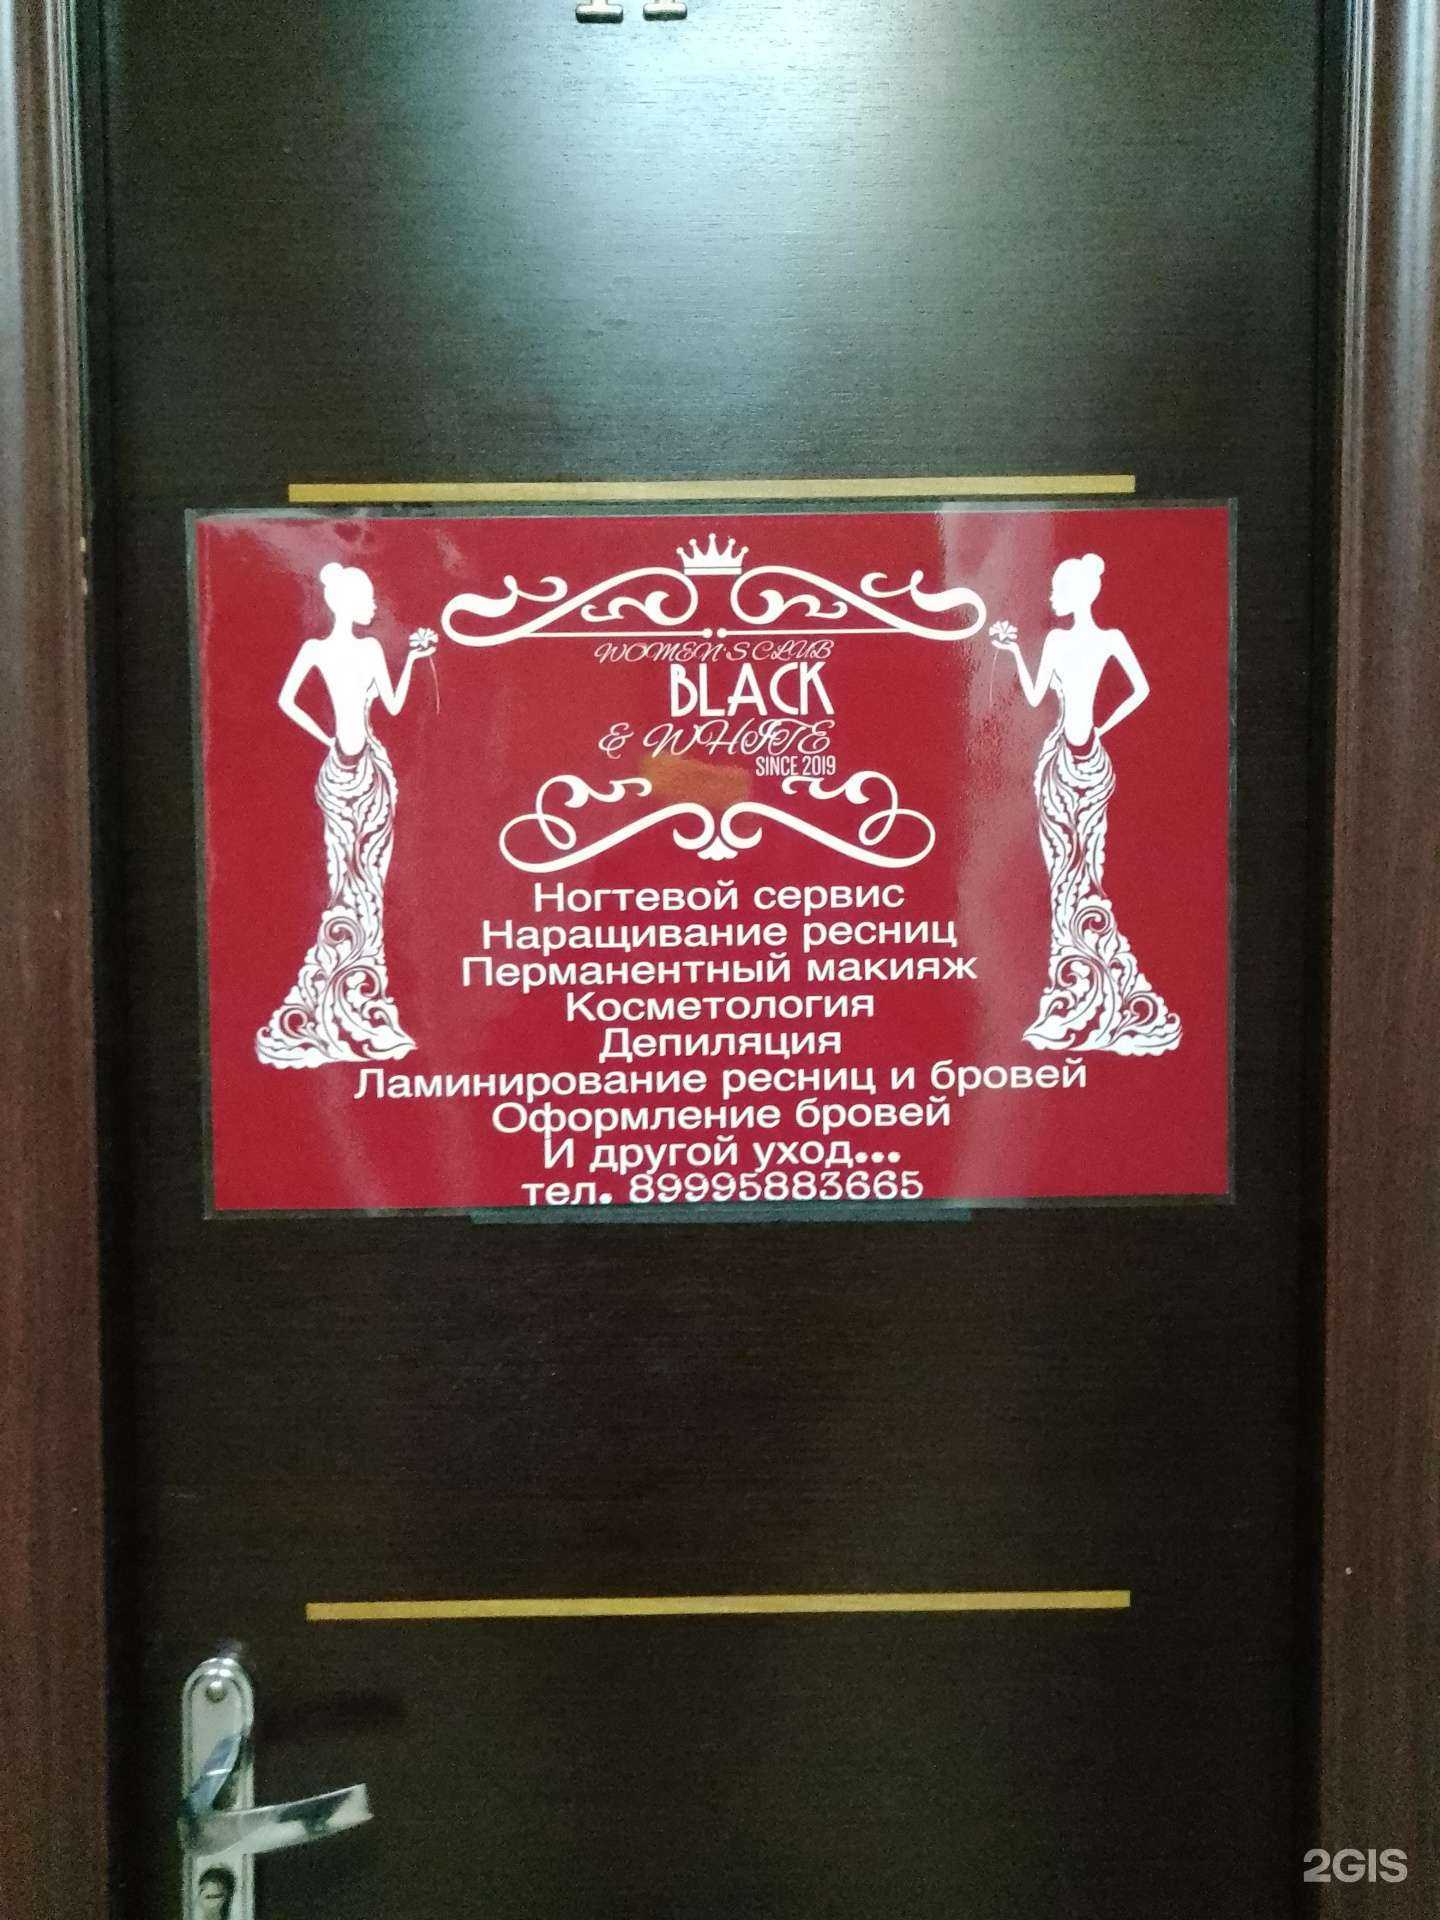 WOMEN'S CLUB
BLACK
& WHITE
SINCE 2019
Ногтевой сервис
Наращивание ресниц
Перманентный макияж
Косметология
Депиляция
Ламинирование ресниц и бровей
Оформление бровей
И другой уход...
тел. 89995883665
2GIS